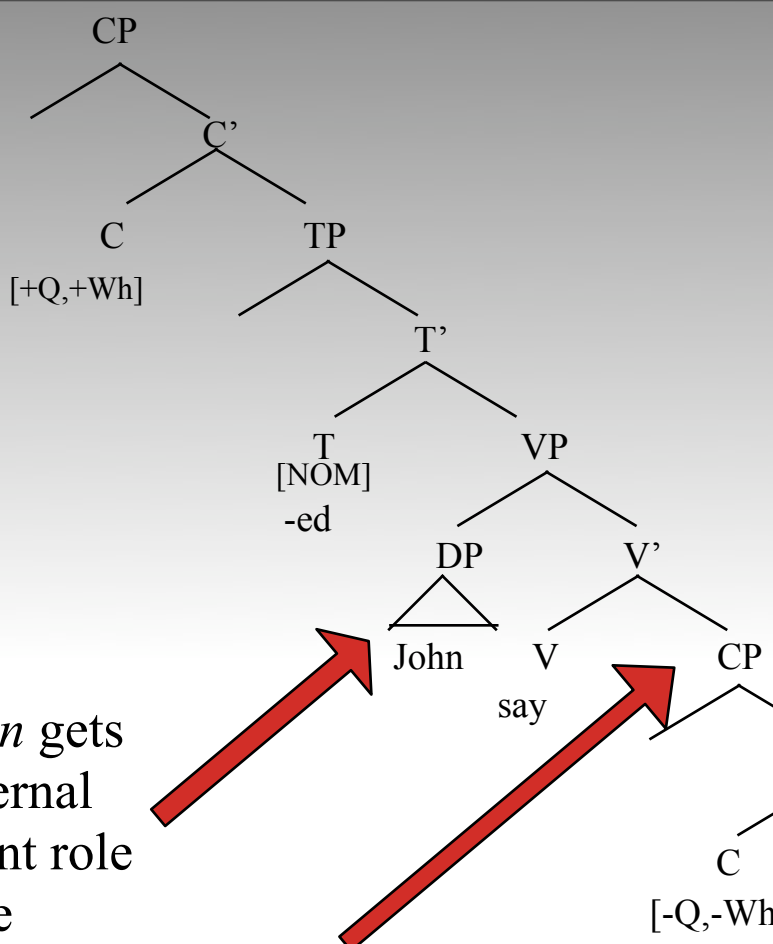 CP
C’
C TP
[+Q,+Wh]
T’
T VP
[NOM]
-ed
DP V’
John V CP
say
n gets
ernal
nt role
e
C
[-Q,-Wh